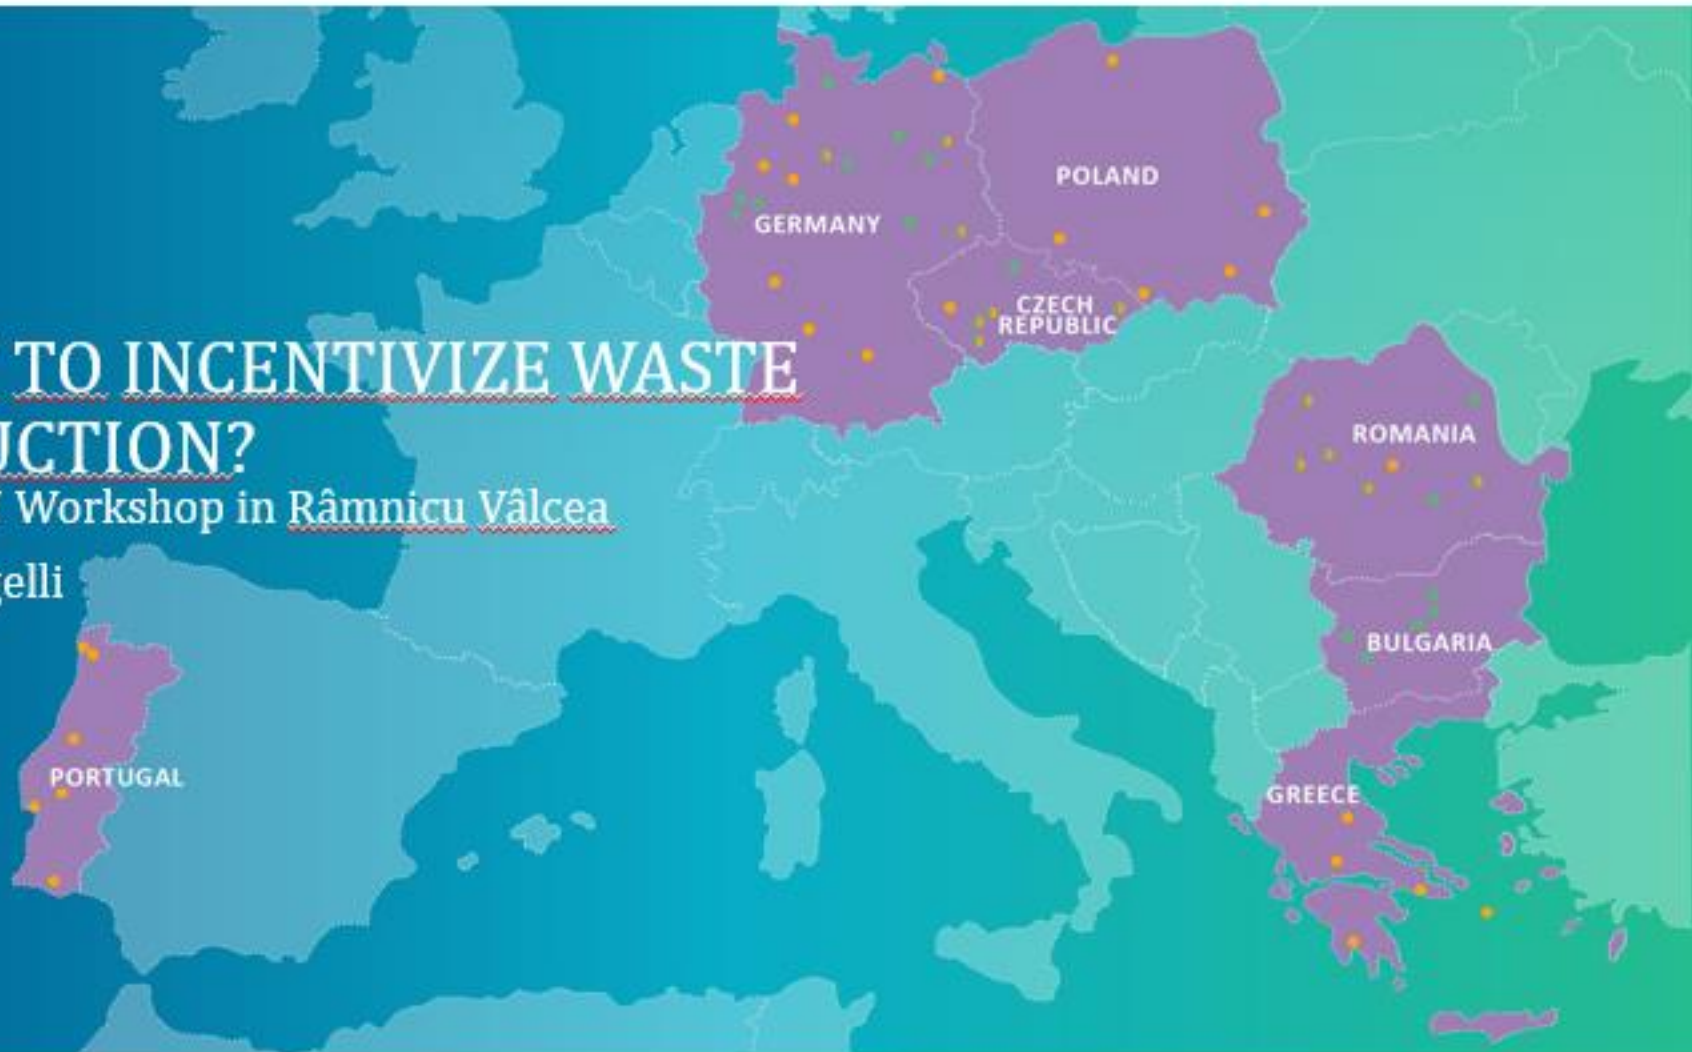 TO INCENTIVIZE WASTE
UCTION?
Workshop in Râmnicu Vâlcea
gelli
POLAND
GERMANY
CZECH
REPUBLIC
ROMANIA
BULGARIA
PORTUGAL
GREECE